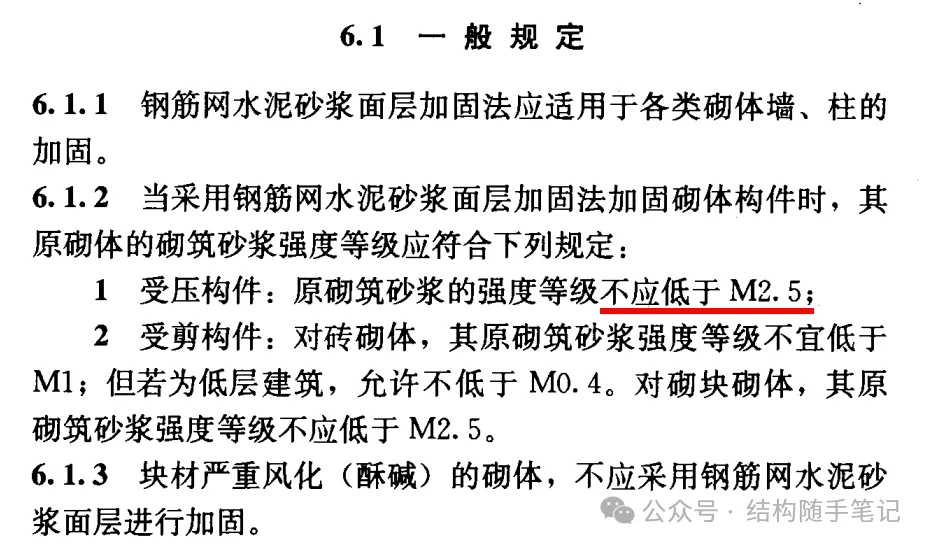 6.1 一般规定
6.1.1 钢筋网水泥砂浆面层加固法应适用于各类砌体墙、柱的
加固。
6.1.2 当采用钢筋网水泥砂浆面层加固法加固砌体构件时，其
原砌体的砌筑砂浆强度等级应符合下列规定：
1 受压构件：原砌筑砂浆的强度等级不应低于 M2.5；
2 受剪构件：对砖砌体，其原砌筑砂浆强度等级不宜低于
M1；但若为低层建筑，允许不低于 M0.4。对砌块砌体，其原
砌筑砂浆强度等级不应低于 M2.5。
6.1.3 块材严重风化（酥碱）的砌体，不应采用钢筋网水泥砂
浆面层进行加固。
公众号·结构随手笔记